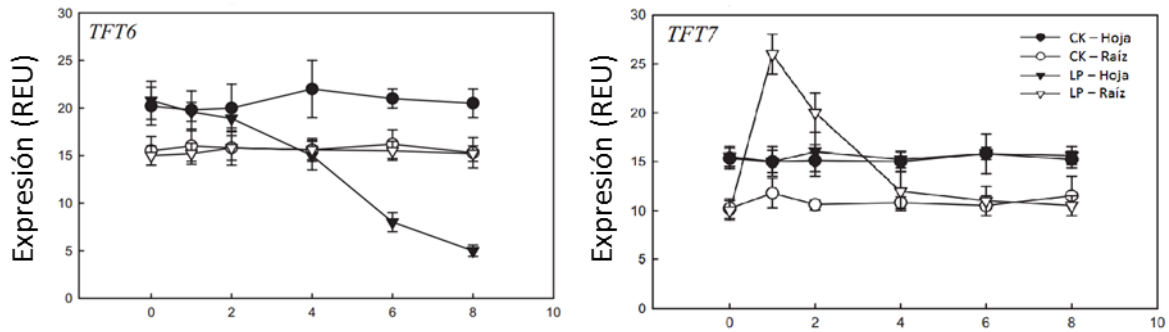 TFT6
Expresión (REU)
30
25
20
15
10
5
0
0 2 4 6 8 10
TFT7
CK – Hoja
CK – Raíz
LP – Hoja
LP – Raíz
Expresión (REU)
30
25
20
15
10
5
0
0 2 4 6 8 10